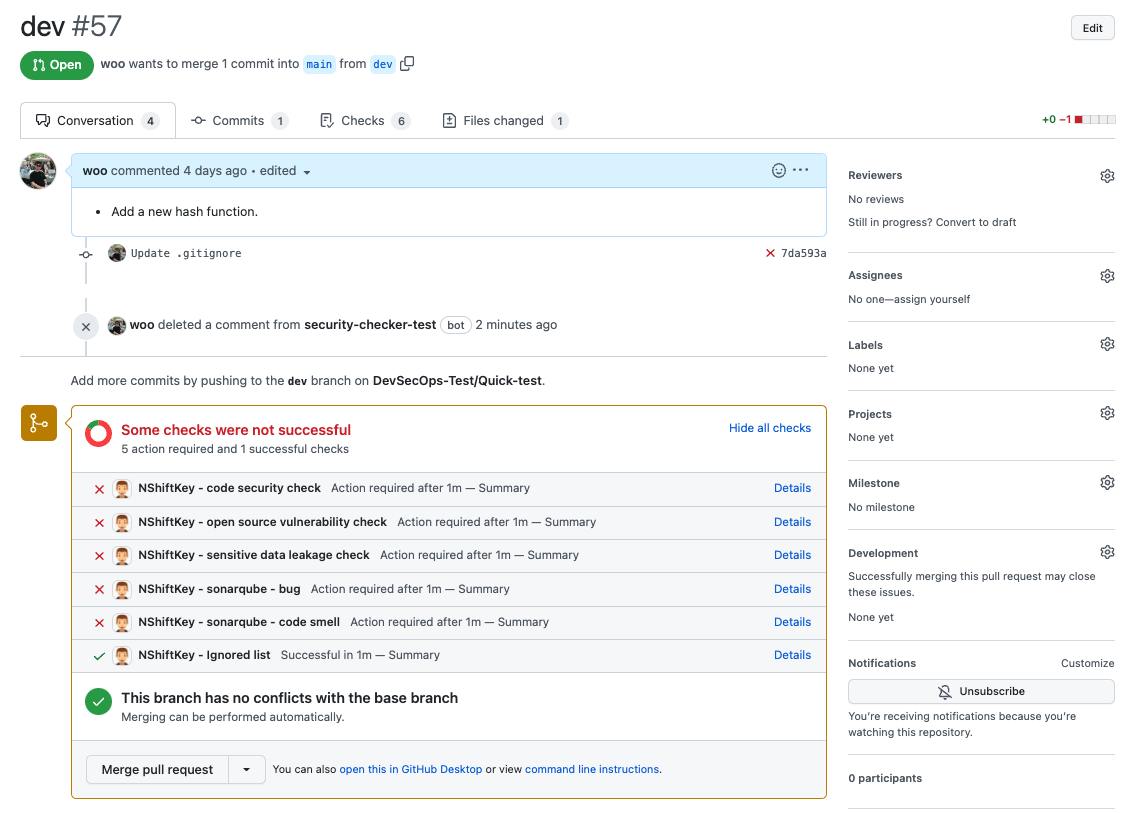 dev #57
Edit
Open
woo wants to merge 1 commit into main from dev
Conversation 4
Commits 1
Checks 6
Files changed 1
+0 −1
woo commented 4 days ago • edited
• Add a new hash function.
Update .gitignore
7da593a
woo deleted a comment from security-checker-test bot 2 minutes ago
Add more commits by pushing to the dev branch on DevSecOps-Test/Quick-test.
Some checks were not successful
Hide all checks
5 action required and 1 successful checks
NShiftKey - code security check Action required after 1m — Summary
Details
NShiftKey - open source vulnerability check Action required after 1m — Summary
Details
NShiftKey - sensitive data leakage check Action required after 1m — Summary
Details
NShiftKey - sonarqube - bug Action required after 1m — Summary
Details
NShiftKey - sonarqube - code smell Action required after 1m — Summary
Details
NShiftKey - Ignored list Successful in 1m — Summary
Details
This branch has no conflicts with the base branch
Merging can be performed automatically.
Merge pull request
You can also open this in GitHub Desktop or view command line instructions.
Reviewers
No reviews
Still in progress? Convert to draft
Assignees
No one—assign yourself
Labels
None yet
Projects
None yet
Milestone
No milestone
Development
Successfully merging this pull request may close
these issues.
None yet
Notifications
Customize
Unsubscribe
You're receiving notifications because you're
watching this repository.
0 participants